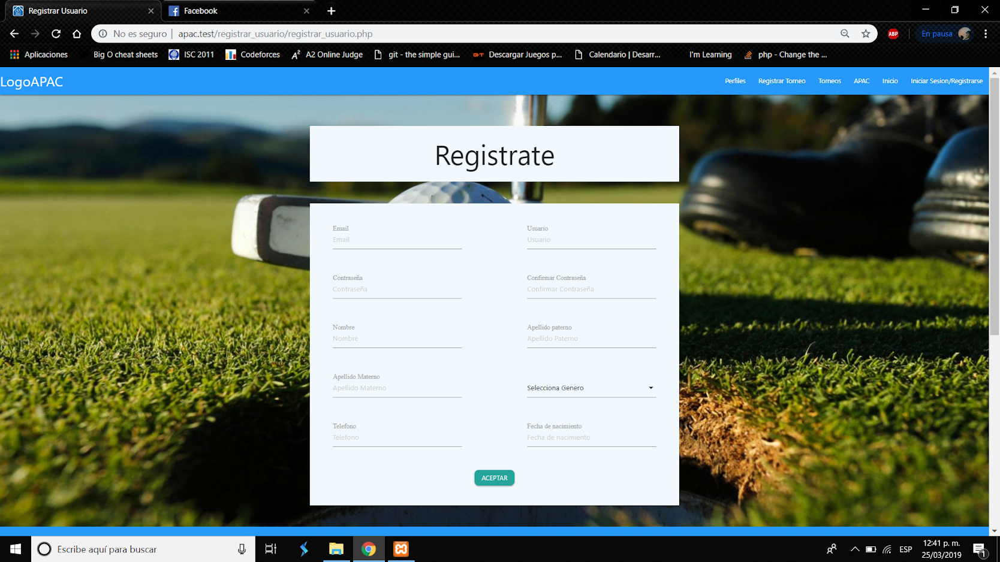 Registrar Usuario
Facebook
No es seguro | apac.test/registrar_usuario/registrar_usuario.php
ABP
En pausa
Aplicaciones
Big O cheat sheets
ISC 2011
Codeforces
A2 Online Judge
git - the simple gui...
GT
Descargar Juegos p...
Calendario | Desarr...
I'm Learning
php - Change the ...
LogoAPAC
Perfiles
Registrar Torneo
Torneos
APAC
Inicio
Iniciar Sesion/Registrarse
Registrate
Email
Email
Usuario
Usuario
Contraseña
Contraseña
Confirmar Contraseña
Confirmar Contraseña
Nombre
Nombre
Apellido paterno
Apellido Paterno
Apellido Materno
Apellido Materno
Selecciona Genero
Telefono
Telefono
Fecha de nacimiento
Fecha de nacimiento
ACEPTAR
Escribe aquí para buscar
ESP
12:41 p. m.
25/03/2019
1